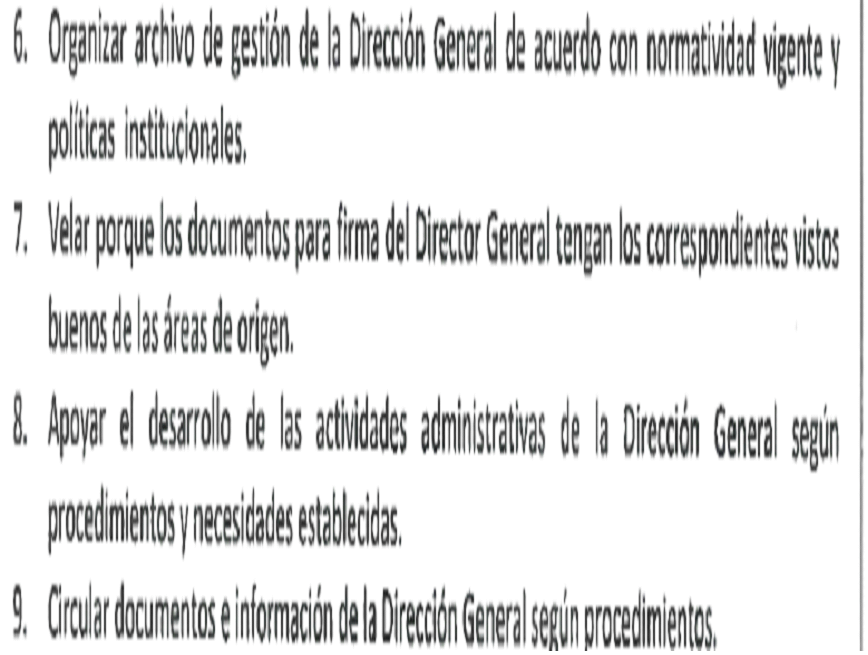 6. Organizar archivo de gestión de la Dirección General de acuerdo con normatividad vigente y
políticas institucionales.
7. Velar porque los documentos para firma del Director General tengan los correspondientes vistos
buenos de las áreas de origen.
8. Apoyar el desarrollo de las actividades administrativas de la Dirección General según
procedimientos y necesidades establecidas.
9. Circular documentos e información de la Dirección General según procedimientos.